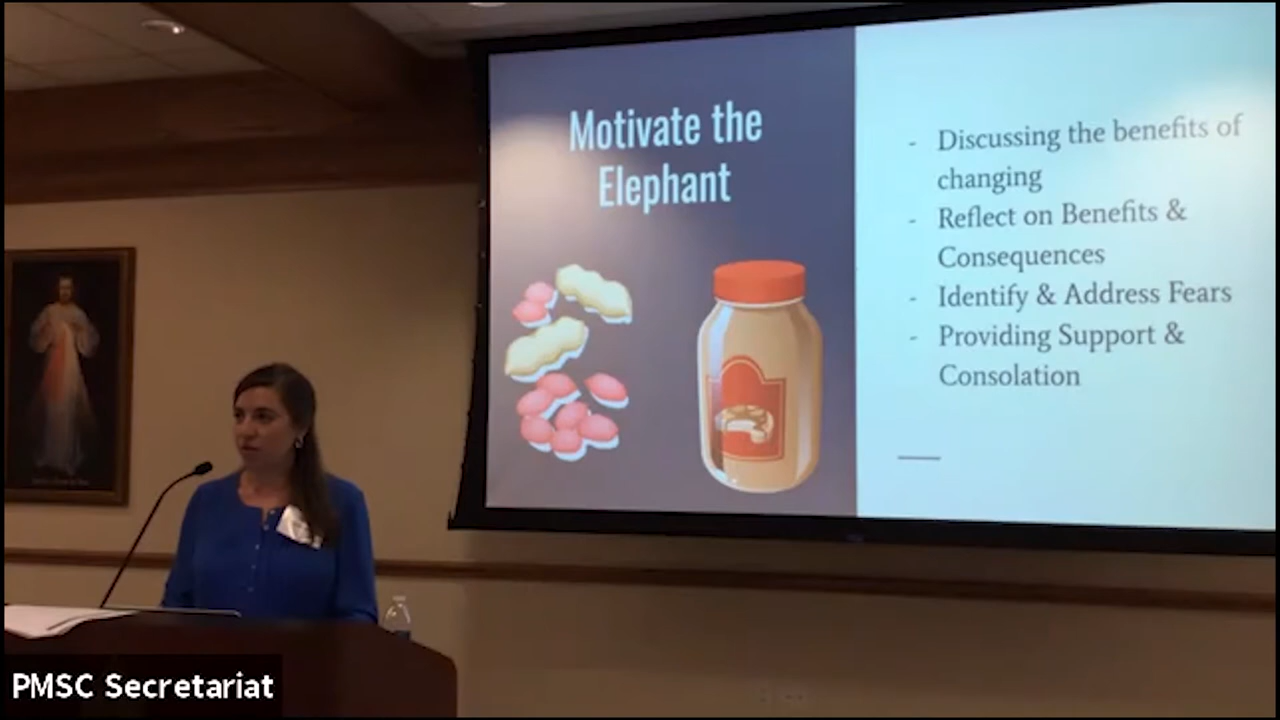 Motivate the
Elephant
- Discussing the benefits of
changing
- Reflect on Benefits &
Consequences
- Identify & Address Fears
- Providing Support &
Consolation
PMSC Secretariat